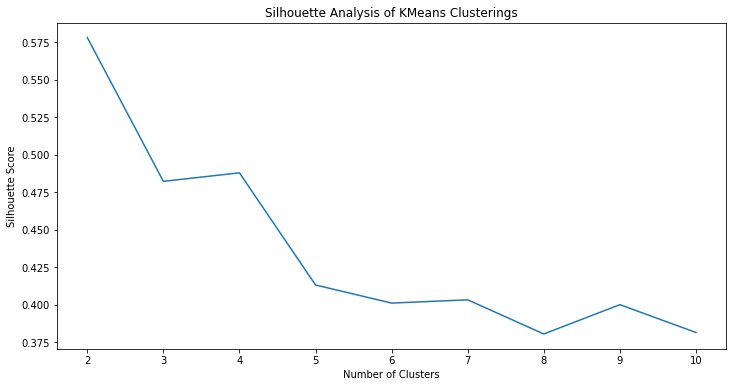 Silhouette Analysis of KMeans Clusterings
0.575
0.550
0.525
0.500
0.475
0.450
0.425
0.400
0.375
Silhouette Score
2 3 4 5 6 7 8 9 10
Number of Clusters